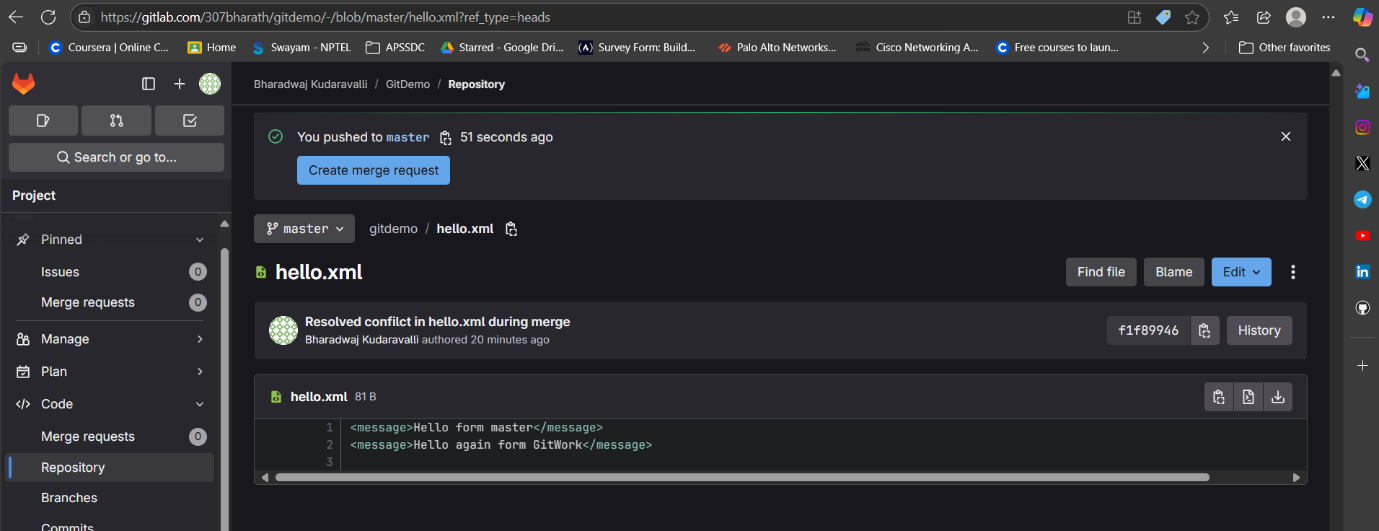 https://gitlab.com/307bharath/gitdemo/-/blob/master/hello.xml?ref_type=heads
Coursera | Online C...
Home
Swayam - NPTEL
APSSDC
Starred - Google Dri...
Survey Form: Build...
Palo Alto Networks...
Cisco Networking A...
Free courses to laun...
Other favorites
Bharadwaj Kudaravalli / GitDemo / Repository
You pushed to master 51 seconds ago
Create merge request
Search or go to...
Project
Pinned
Issues 0
Merge requests 0
Manage
Plan
Code
Merge requests 0
Repository
Branches
Commits
master
gitdemo / hello.xml
hello.xml
Find file
Blame
Edit
Resolved confilct in hello.xml during merge
Bharadwaj Kudaravalli authored 20 minutes ago
f1f89946
History
hello.xml 81 B
1 <message>Hello form master</message>
2 <message>Hello again form GitWork</message>
3